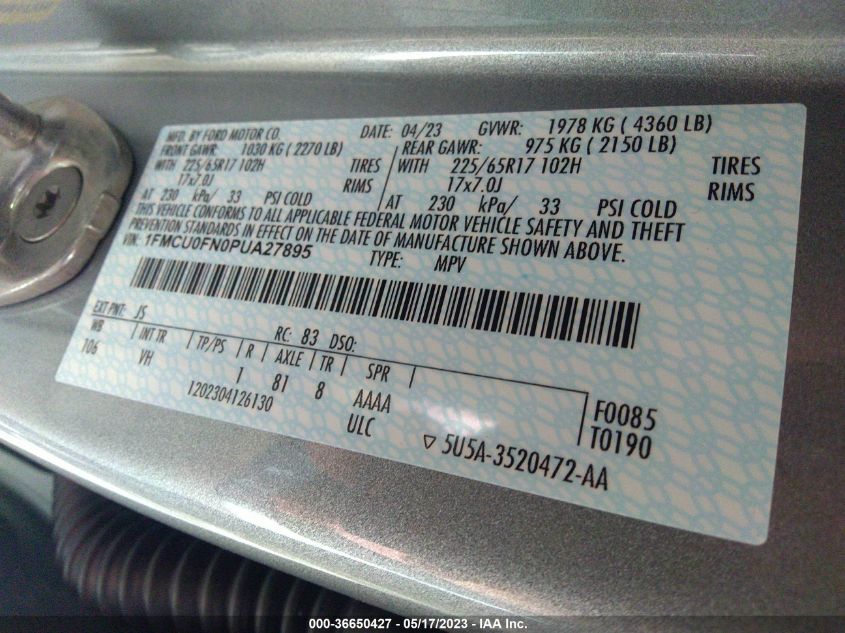 MFD. BY FORD MOTOR CO. DATE: 04/23 GVWR: 1978 KG ( 4360 LB)
FRONT GAWR: 1030 KG ( 2270 LB) REAR GAWR: 975 KG ( 2150 LB)
WITH 225/65R17 102H TIRES WITH 225/65R17 102H TIRES
17x7.0J RIMS 17x7.0J RIMS
AT 230 kPa/ 33 PSI COLD AT 230 kPa/ 33 PSI COLD
THIS VEHICLE CONFORMS TO ALL APPLICABLE FEDERAL MOTOR VEHICLE SAFETY AND THEFT
PREVENTION STANDARDS IN EFFECT ON THE DATE OF MANUFACTURE SHOWN ABOVE.
VIN: 1FMCU0FN0PUA27895 TYPE: MPV
EXT PNT: JS RC: 83 DSO:
WB INT TR TP/PS R AXLE TR SPR
106 VH 1 81 8 AAAA
1202304126130 ULC
F0085
T0190
▽ 5U5A-3520472-AA
000-36650427 - 05/17/2023 - IAA Inc.